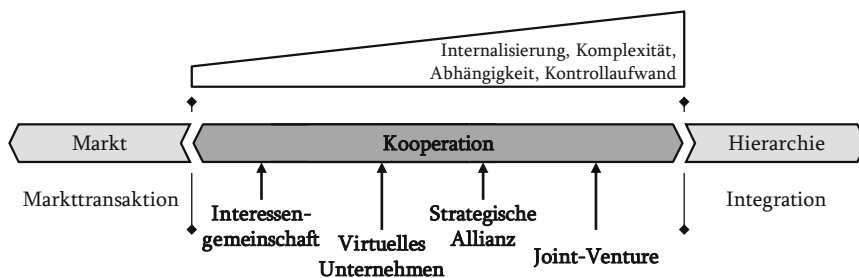 Internalisierung, Komplexität,
Abhängigkeit, Kontrollaufwand
Markt
Kooperation
Hierarchie
Markttransaktion
Interessen-
gemeinschaft
Virtuelles
Unternehmen
Strategische
Allianz
Joint-Venture
Integration